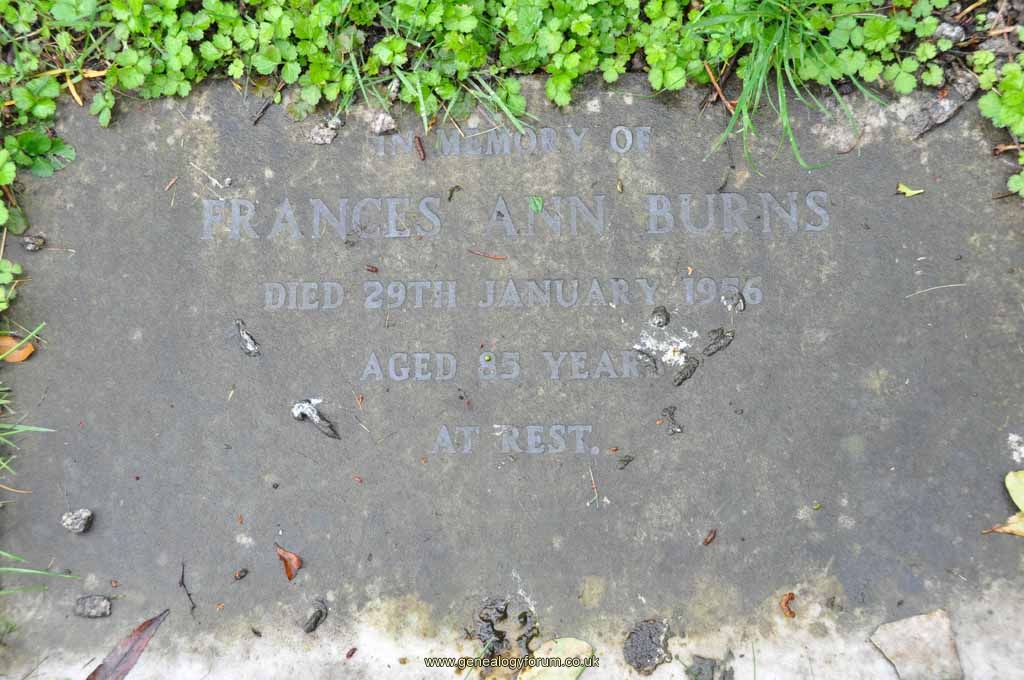 IN MEMORY OF
FRANCES ANN BURNS
DIED 29TH JANUARY 1956
AGED 85 YEARS
AT REST.
www.genealogyforum.co.uk